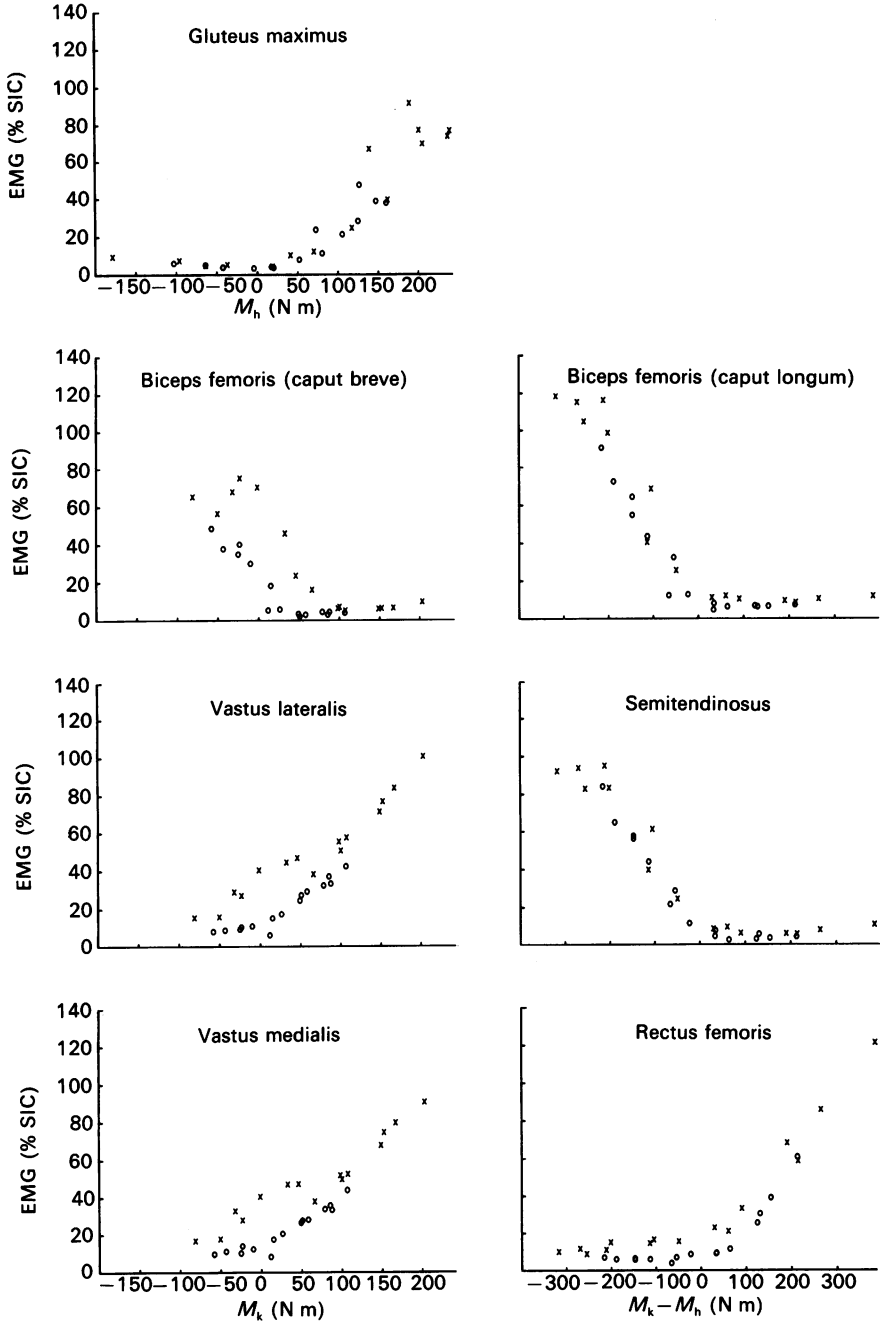 Gluteus maximus
EMG (% SIC)
140
120
100
80
60
40
20
0
−150−100−50 0 50 100 150 200
Mh (N m)
Biceps femoris (caput breve)
EMG (% SIC)
140
120
100
80
60
40
20
0
Biceps femoris (caput longum)
Vastus lateralis
EMG (% SIC)
140
120
100
80
60
40
20
0
Semitendinosus
Vastus medialis
EMG (% SIC)
140
120
100
80
60
40
20
0
−150−100−50 0 50 100 150 200
Mk (N m)
Rectus femoris
−300−200−100 0 100 200 300
Mk−Mh (N m)